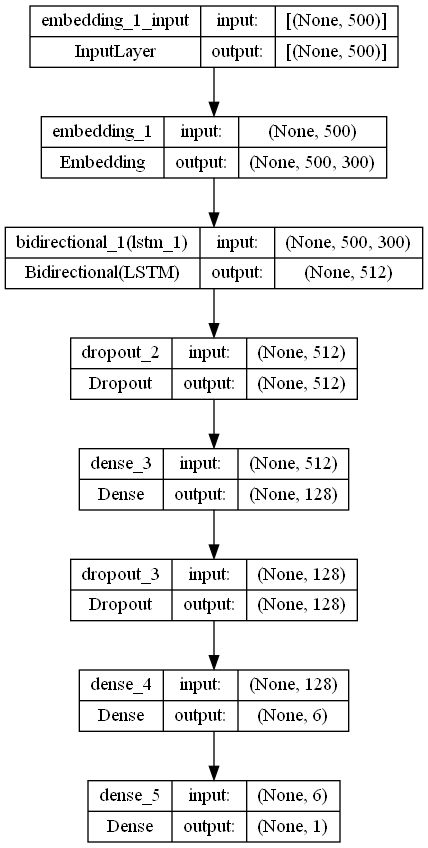 embedding_1_input input: [(None, 500)]
InputLayer output: [(None, 500)]
embedding_1 input: (None, 500)
Embedding output: (None, 500, 300)
bidirectional_1(lstm_1) input: (None, 500, 300)
Bidirectional(LSTM) output: (None, 512)
dropout_2 input: (None, 512)
Dropout output: (None, 512)
dense_3 input: (None, 512)
Dense output: (None, 128)
dropout_3 input: (None, 128)
Dropout output: (None, 128)
dense_4 input: (None, 128)
Dense output: (None, 6)
dense_5 input: (None, 6)
Dense output: (None, 1)